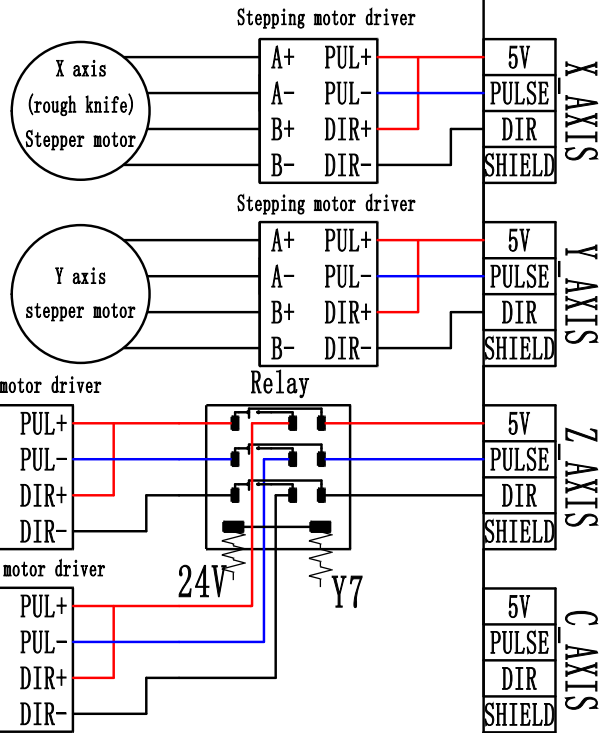 Stepping motor driver
X axis
(rough knife)
Stepper motor
A+ PUL+
A- PUL-
B+ DIR+
B- DIR-
5V
PULSE
DIR
SHIELD
X_AXIS
Stepping motor driver
Y axis
stepper motor
A+ PUL+
A- PUL-
B+ DIR+
B- DIR-
5V
PULSE
DIR
SHIELD
Y_AXIS
motor driver
PUL+
PUL-
DIR+
DIR-
Relay
24V
Y7
5V
PULSE
DIR
SHIELD
Z_AXIS
motor driver
PUL+
PUL-
DIR+
DIR-
5V
PULSE
DIR
SHIELD
C_AXIS